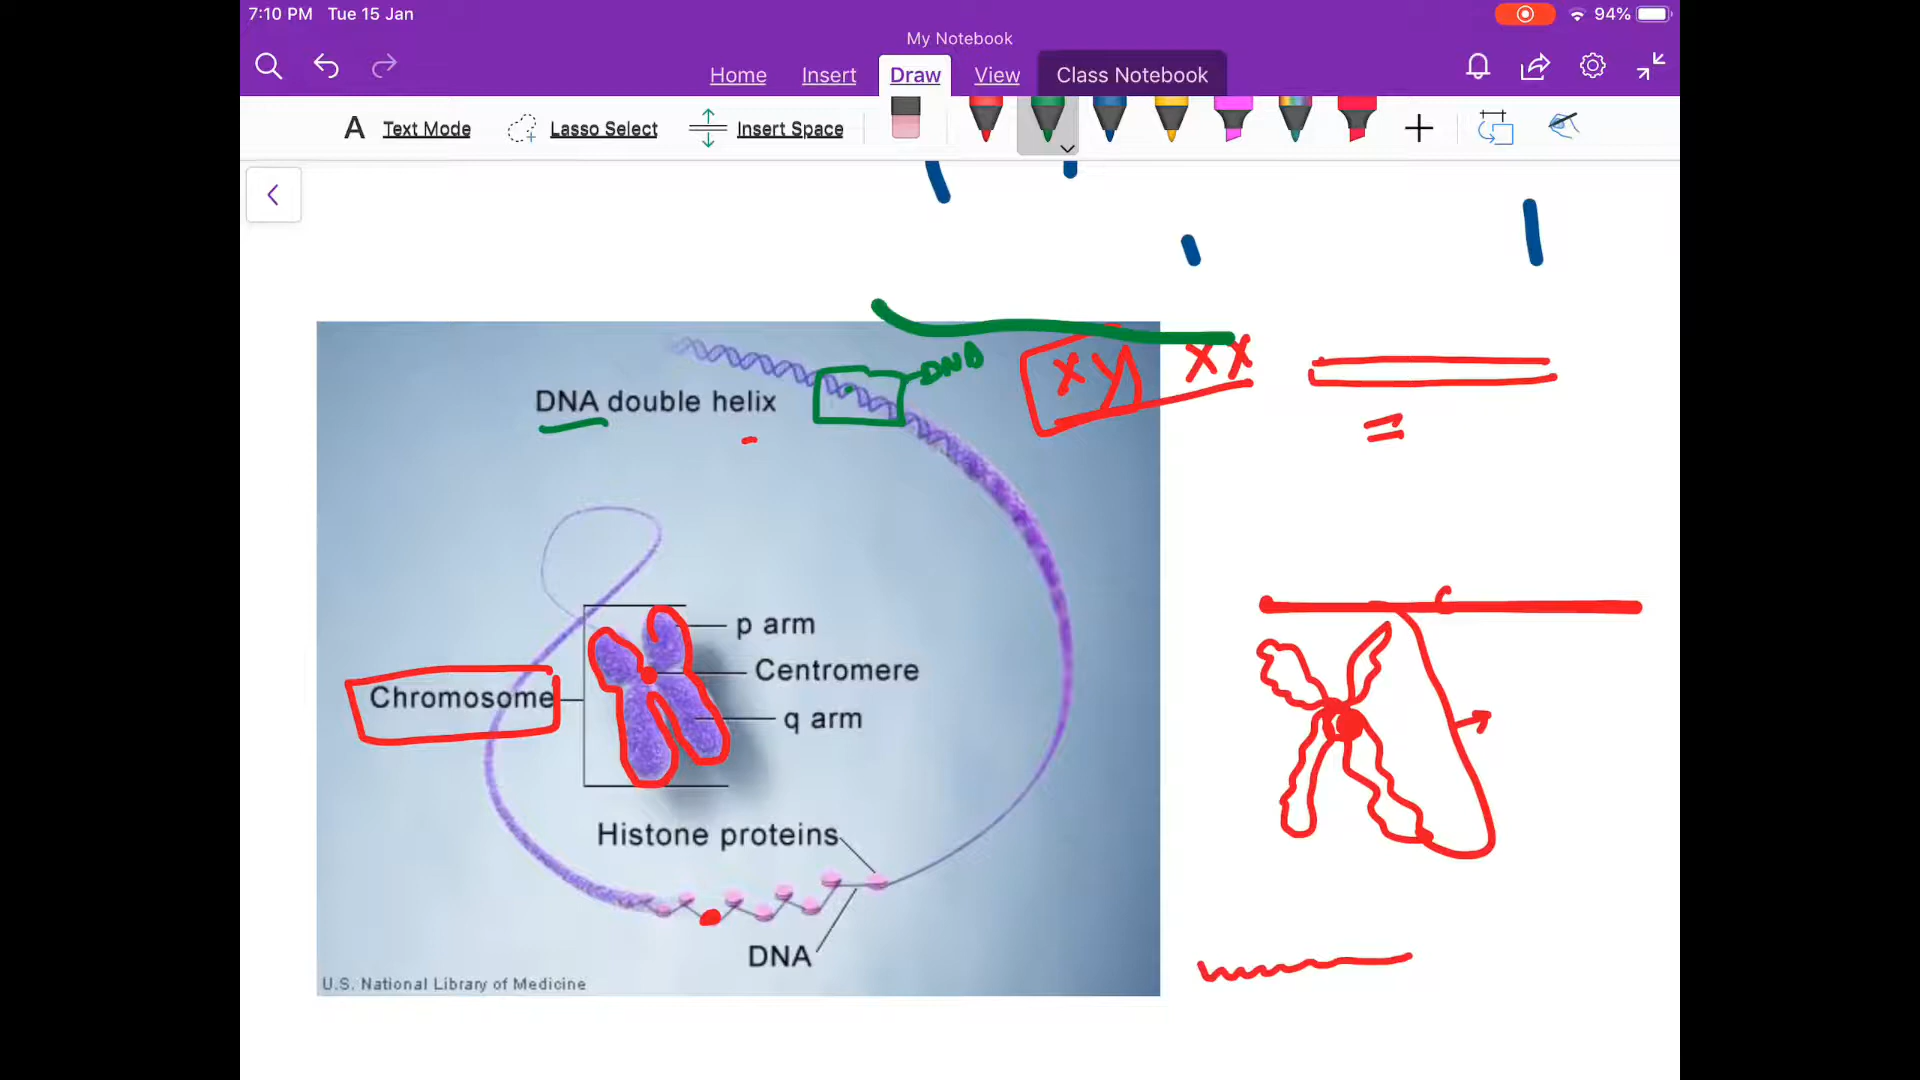 7:10 PM Tue 15 Jan
94%
My Notebook
Home Insert Draw View Class Notebook
A Text Mode Lasso Select Insert Space
DNA double helix
DND
xy xx
=
p arm
Centromere
Chromosome
q arm
Histone proteins
DNA
U.S. National Library of Medicine